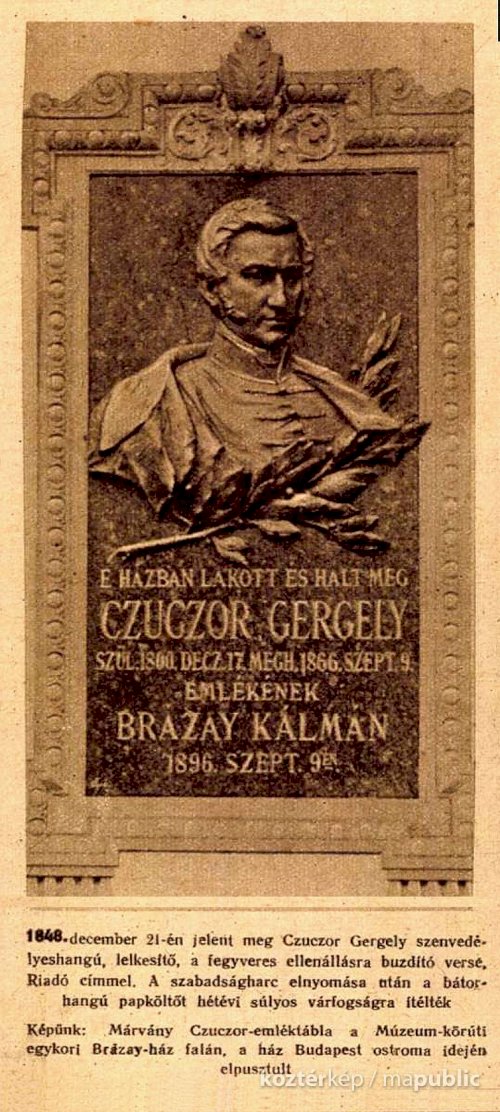 E HÁZBAN LAKOTT ÉS HALT MEG
CZUCZOR GERGELY
SZÜL. 1800. DECZ. 17. MEGH. 1866. SZEPT. 9.
EMLÉKÉNEK
BRÁZAY KÁLMÁN
1896. SZEPT. 9ÉN.
1848. december 21-én jelent meg Czuczor Gergely szenvedé-
lyeshangú, lelkesítő, a fegyveres ellenállásra buzdító verse,
Riadó címmel. A szabadságharc elnyomása után a bátor-
hangú papköltőt hétévi súlyos várfogságra ítélték
Képünk: Márvány Czuczor-emléktábla a Múzeum-körúti
egykori Brázay-ház falán, a ház Budapest ostroma idején
elpusztult
köztérkép / mapublic